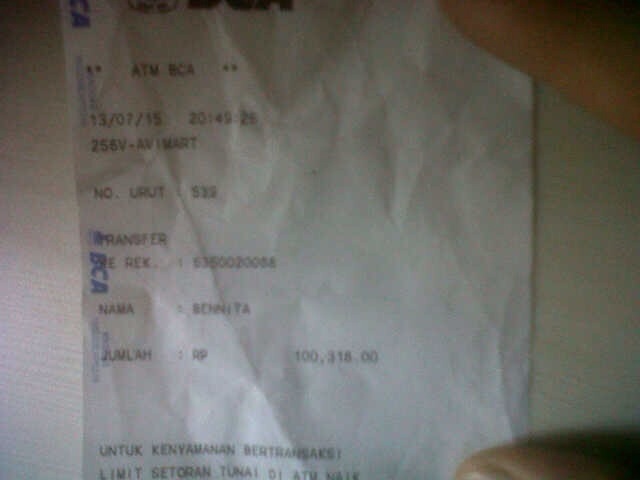 BCA
** ATM BCA **
13/07/15 20:49:26
256V-AVIMART
NO. URUT : 539
TRANSFER
KE REK. : 6350020088
NAMA : BENNITA
JUMLAH : RP 100,318.00
UNTUK KENYAMANAN BERTRANSAKSI
LIMIT SETORAN TUNAI DI ATM NAIK
BCA
BCA